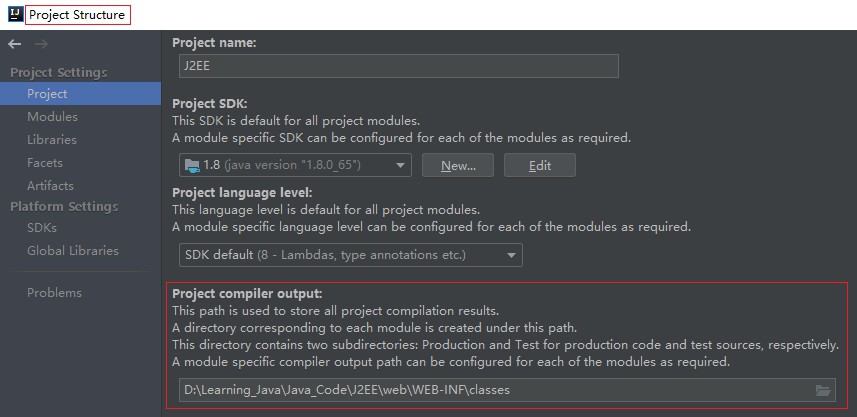 IJ
Project Structure
Project Settings
Project
Modules
Libraries
Facets
Artifacts
Platform Settings
SDKs
Global Libraries
Problems
Project name:
J2EE
Project SDK:
This SDK is default for all project modules.
A module specific SDK can be configured for each of the modules as required.
1.8 (java version "1.8.0_65") New... Edit
Project language level:
This language level is default for all project modules.
A module specific language level can be configured for each of the modules as required.
SDK default (8 - Lambdas, type annotations etc.)
Project compiler output:
This path is used to store all project compilation results.
A directory corresponding to each module is created under this path.
This directory contains two subdirectories: Production and Test for production code and test sources, respectively.
A module specific compiler output path can be configured for each of the modules as required.
D:\Learning_Java\Java_Code\J2EE\web\WEB-INF\classes